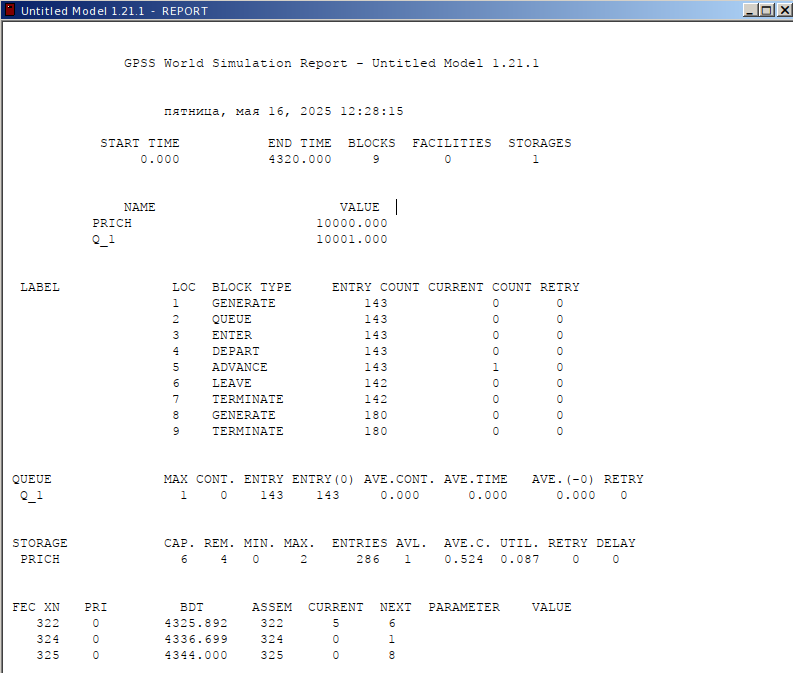 Untitled Model 1.21.1 - REPORT
GPSS World Simulation Report - Untitled Model 1.21.1
пятница, мая 16, 2025 12:28:15
START TIME END TIME BLOCKS FACILITIES STORAGES
0.000 4320.000 9 0 1
NAME VALUE
PRICH 10000.000
Q_1 10001.000
LABEL LOC BLOCK TYPE ENTRY COUNT CURRENT COUNT RETRY
1 GENERATE 143 0 0
2 QUEUE 143 0 0
3 ENTER 143 0 0
4 DEPART 143 0 0
5 ADVANCE 143 1 0
6 LEAVE 142 0 0
7 TERMINATE 142 0 0
8 GENERATE 180 0 0
9 TERMINATE 180 0 0
QUEUE MAX CONT. ENTRY ENTRY(0) AVE.CONT. AVE.TIME AVE.(-0) RETRY
Q_1 1 0 143 143 0.000 0.000 0.000 0
STORAGE CAP. REM. MIN. MAX. ENTRIES AVL. AVE.C. UTIL. RETRY DELAY
PRICH 6 4 0 2 286 1 0.524 0.087 0 0
FEC XN PRI BDT ASSEM CURRENT NEXT PARAMETER VALUE
322 0 4325.892 322 5 6
324 0 4336.699 324 0 1
325 0 4344.000 325 0 8